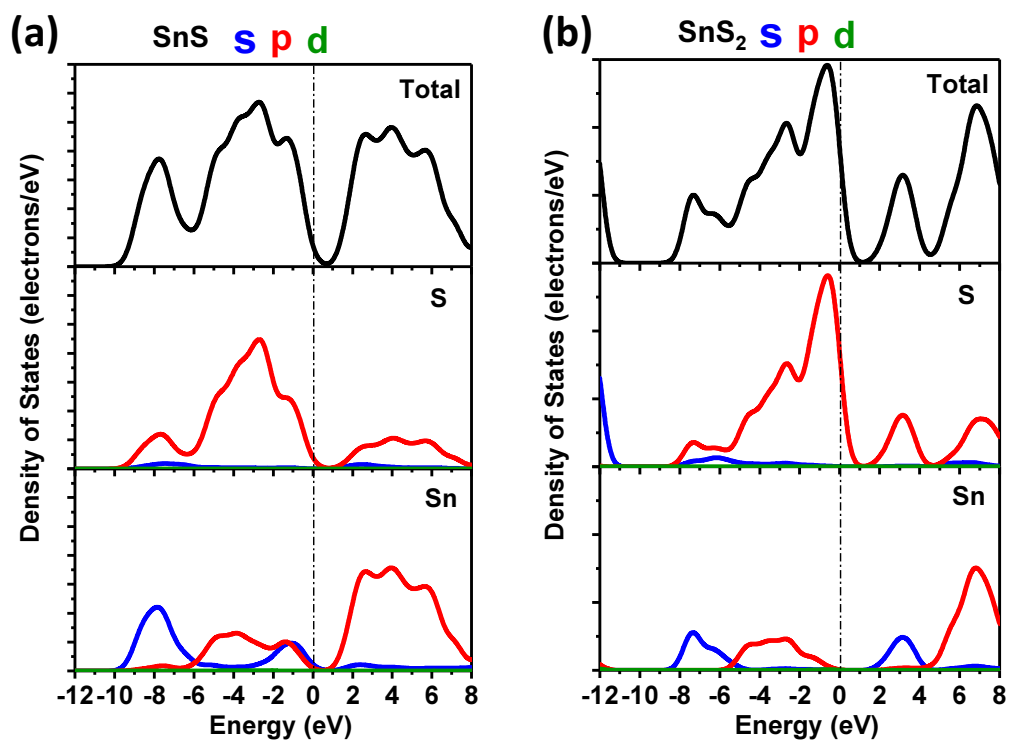 (a) SnS s p d
Total
S
Sn
Density of States (electrons/eV)
-12 -10 -8 -6 -4 -2 0 2 4 6 8
Energy (eV)
(b) SnS₂ s p d
Total
S
Sn
Density of States (electrons/eV)
-12 -10 -8 -6 -4 -2 0 2 4 6 8
Energy (eV)